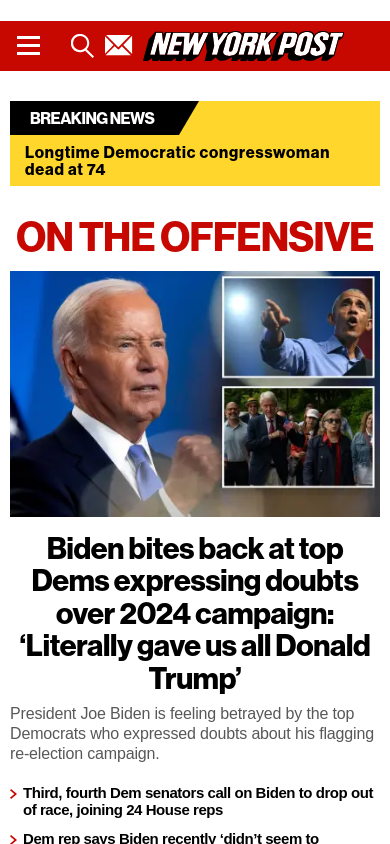 NEW YORK POST
BREAKING NEWS
Longtime Democratic congresswoman
dead at 74
ON THE OFFENSIVE
Biden bites back at top
Dems expressing doubts
over 2024 campaign:
‘Literally gave us all Donald
Trump’
President Joe Biden is feeling betrayed by the top
Democrats who expressed doubts about his flagging
re-election campaign.
Third, fourth Dem senators call on Biden to drop out
of race, joining 24 House reps
Dem rep says Biden recently ‘didn’t seem to